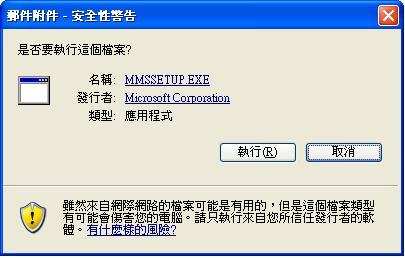 郵件附件 - 安全性警告
是否要執行這個檔案?
名稱: MMSSETUP.EXE
發行者: Microsoft Corporation
類型: 應用程式
執行(R) 取消
雖然來自網際網路的檔案可能是有用的，但是這個檔案類型
有可能會傷害您的電腦。請只執行來自您所信任發行者的軟
體。有什麼樣的風險?